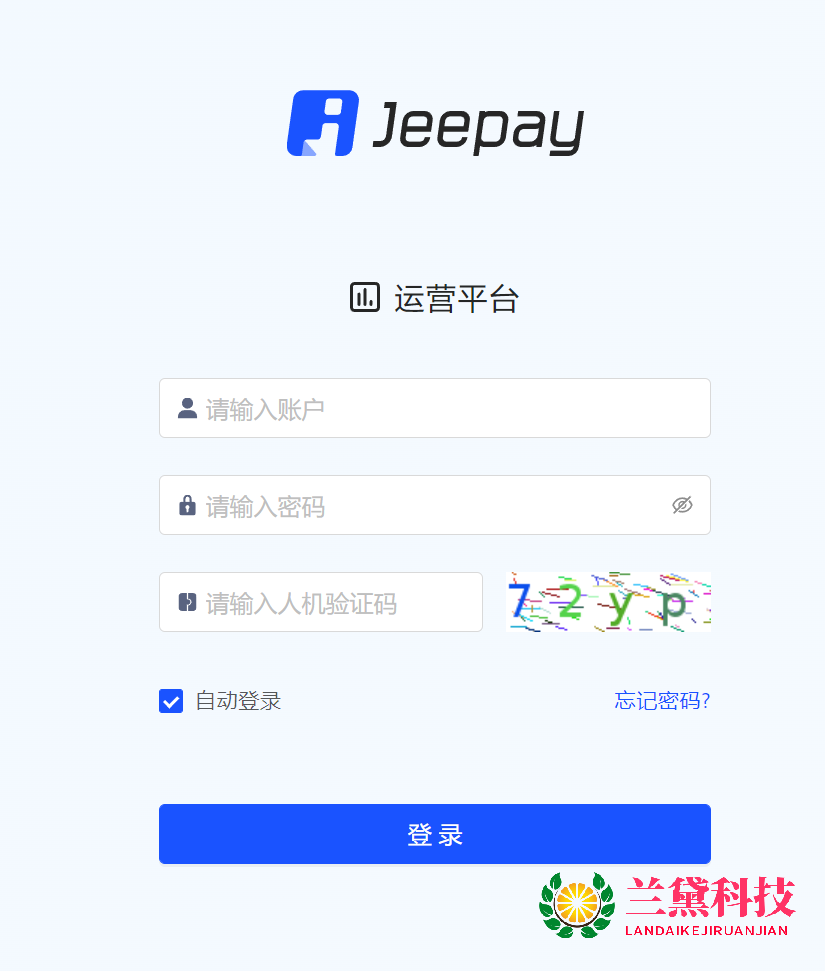 Jeepay
运营平台
请输入账户
请输入密码
请输入人机验证码 72yp
自动登录 忘记密码?
登录
兰黛科技
LANDAIKEJIRUANJIAN